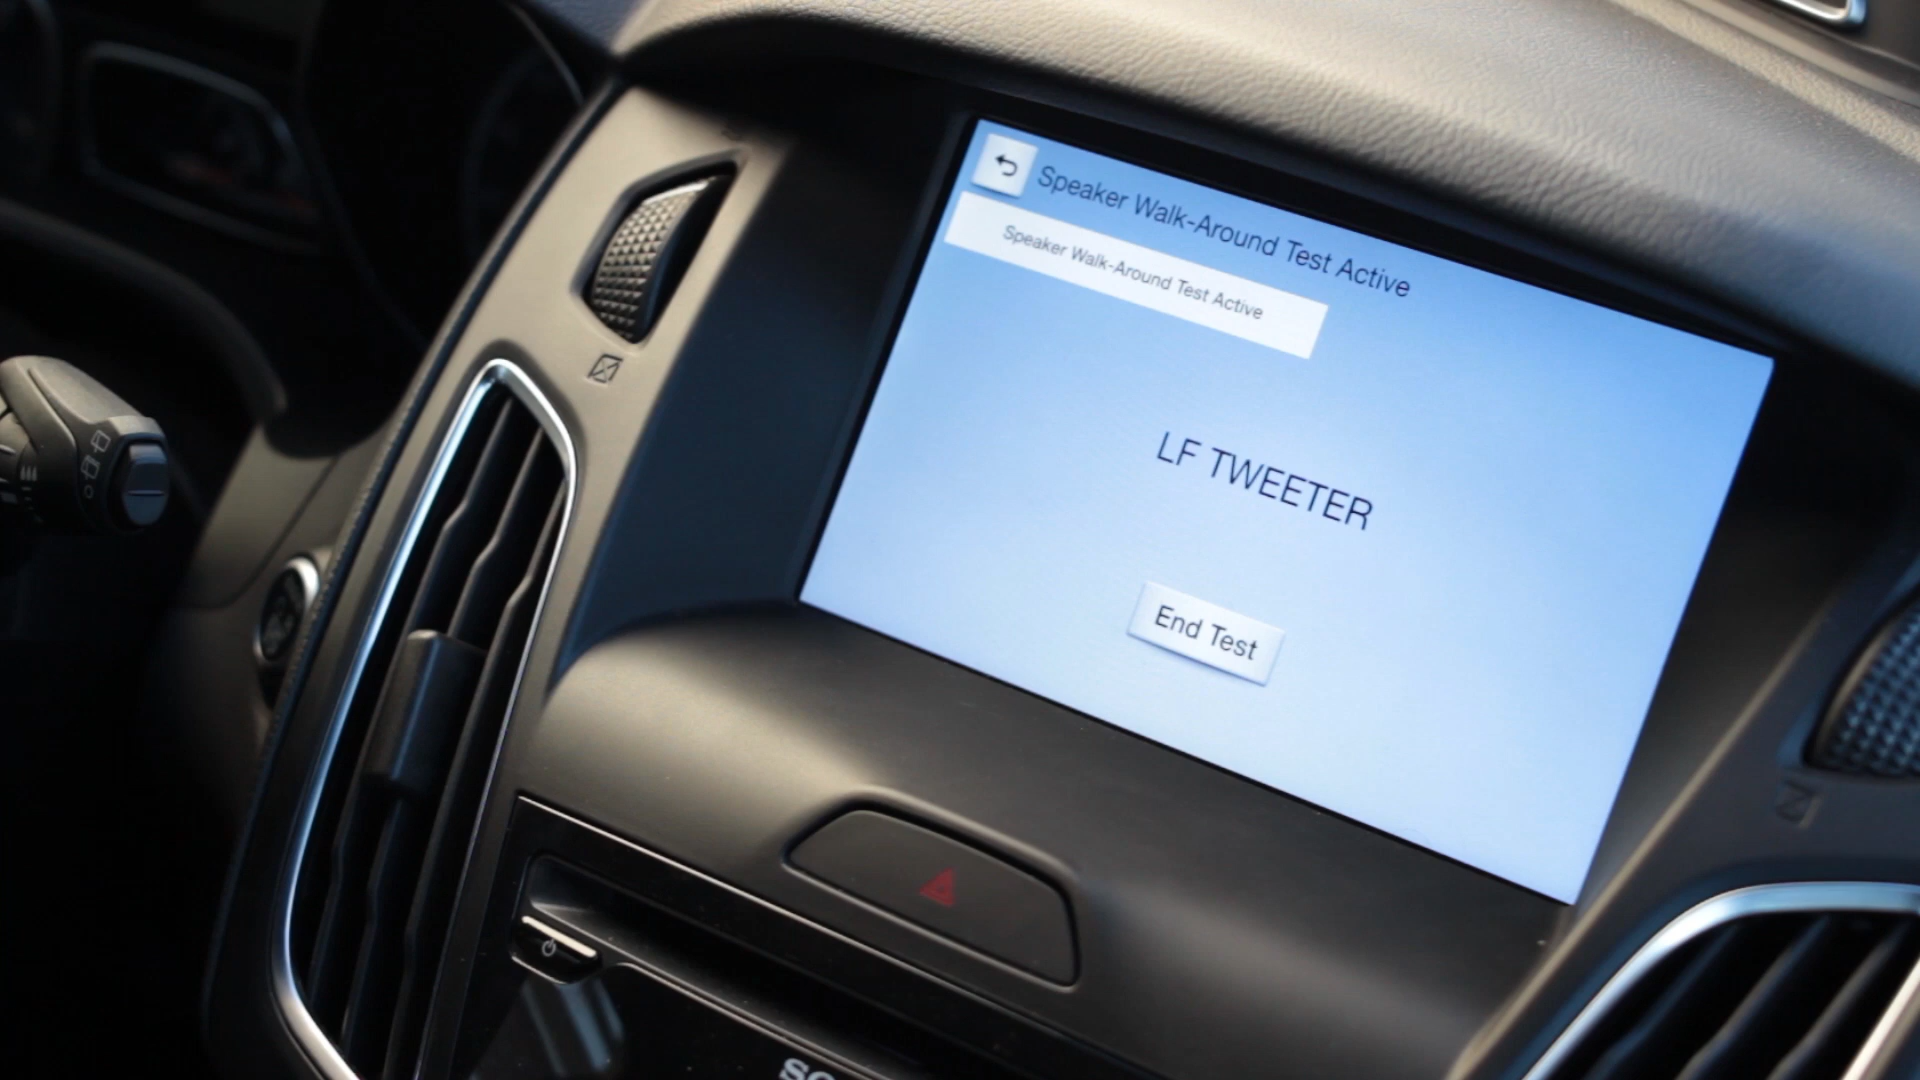 Speaker Walk-Around Test Active
Speaker Walk-Around Test Active
LF TWEETER
End Test